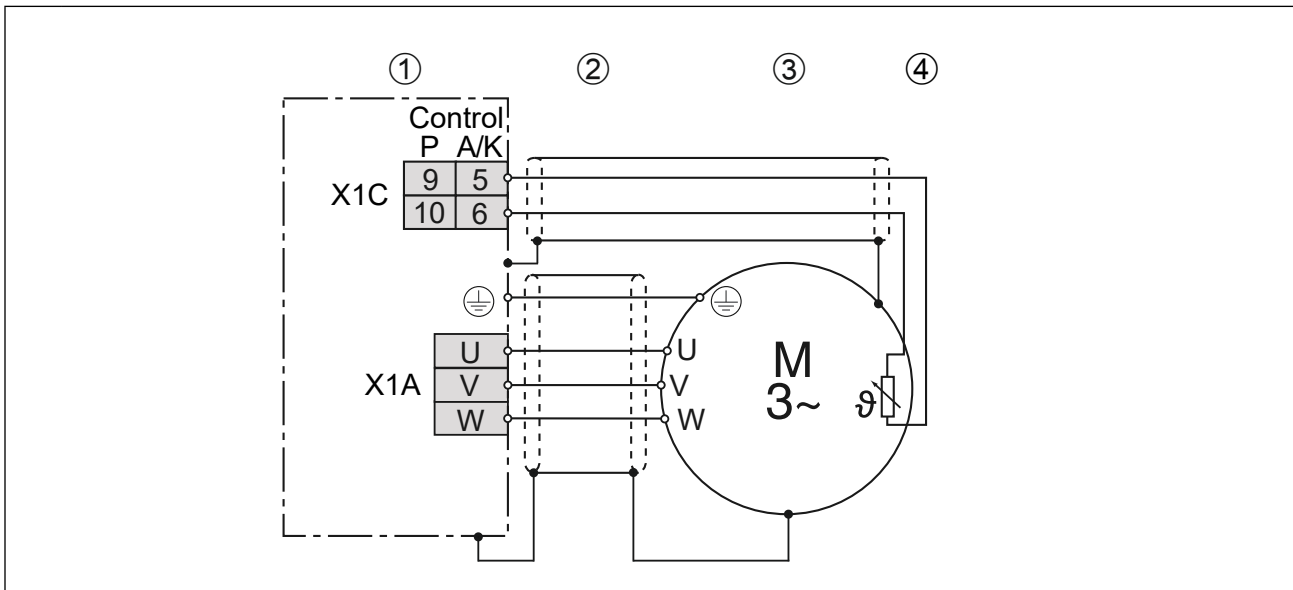 ① ② ③ ④
Control
P A/K
X1C
9 5
10 6
X1A
U
V
W
U
V
W
M
3~
ϑ